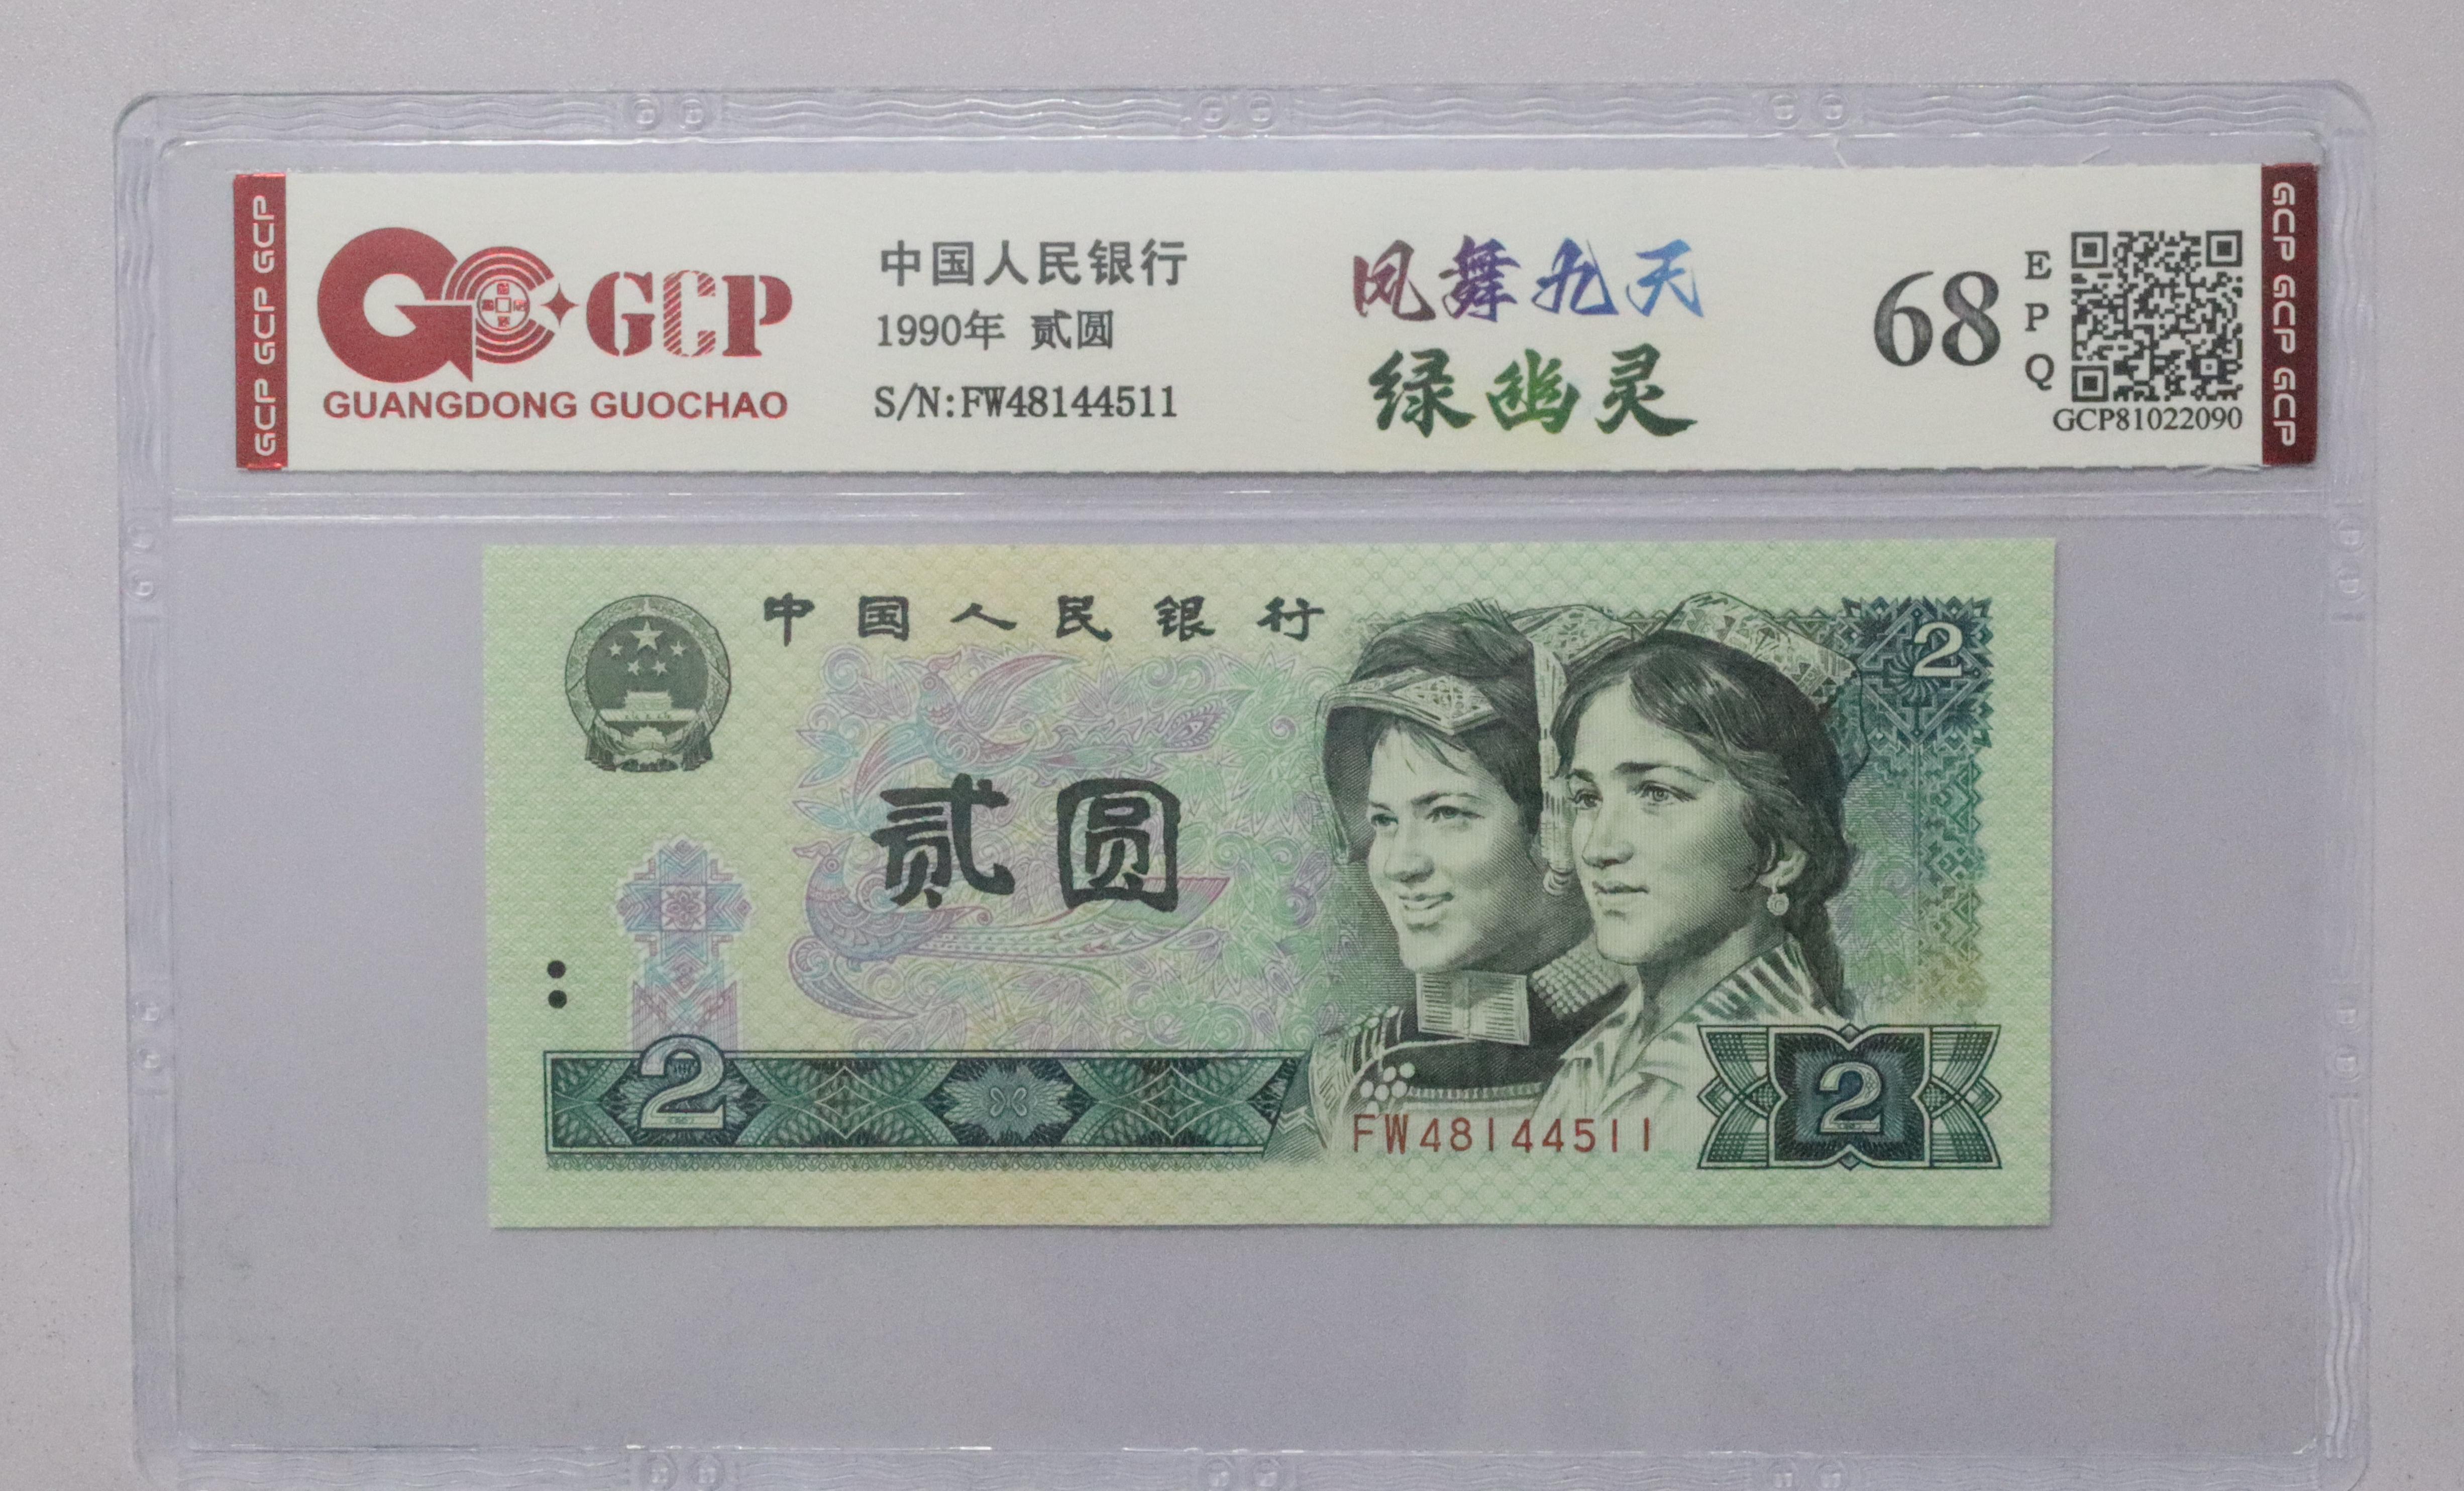 GCP GCP GCP
GCP
GUANGDONG GUOCHAO
中国人民银行
1990年 贰圆
S/N:FW48144511
凤舞九天
绿幽灵
68
EPQ
GCP81022090
GCP GCP GCP
中国人民银行
2
贰圆
2
FW48144511
2